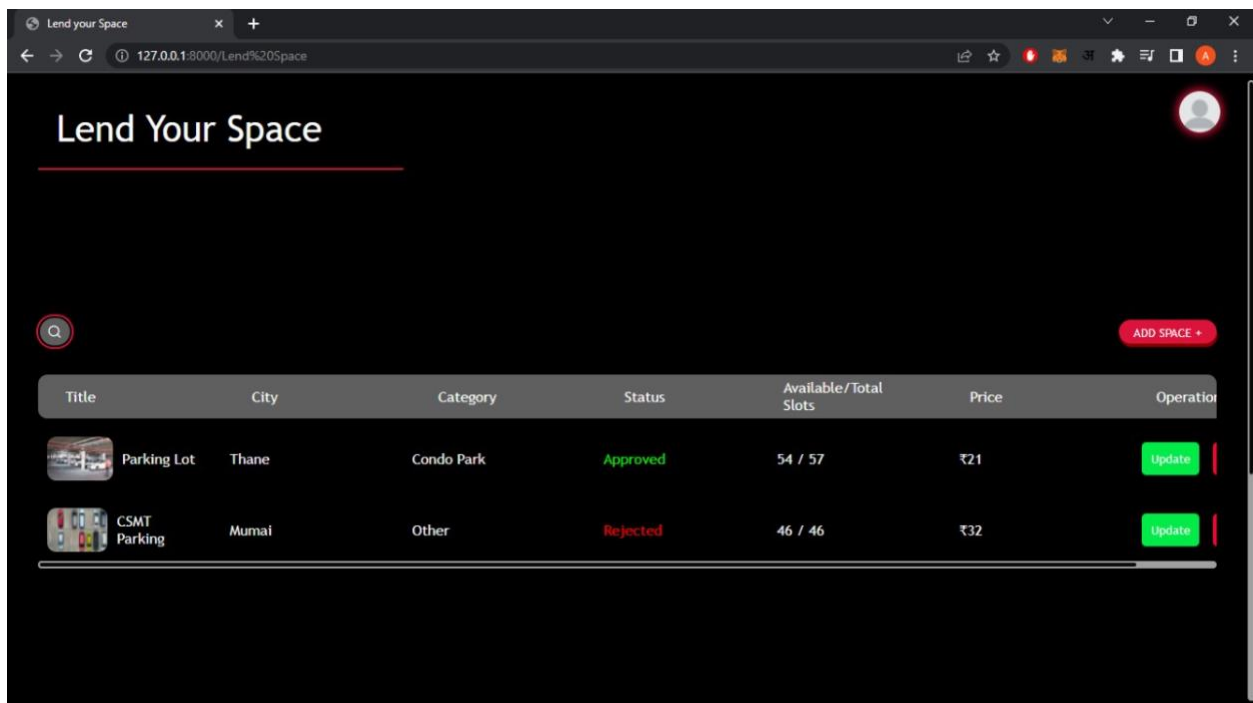 Lend your Space
127.0.0.1:8000/Lend%20Space
अ
A
Lend Your Space
ADD SPACE +
Title City Category Status Available/Total Slots Price Operation
Parking Lot Thane Condo Park Approved 54 / 57 ₹21 Update
CSMT Parking Mumai Other Rejected 46 / 46 ₹32 Update